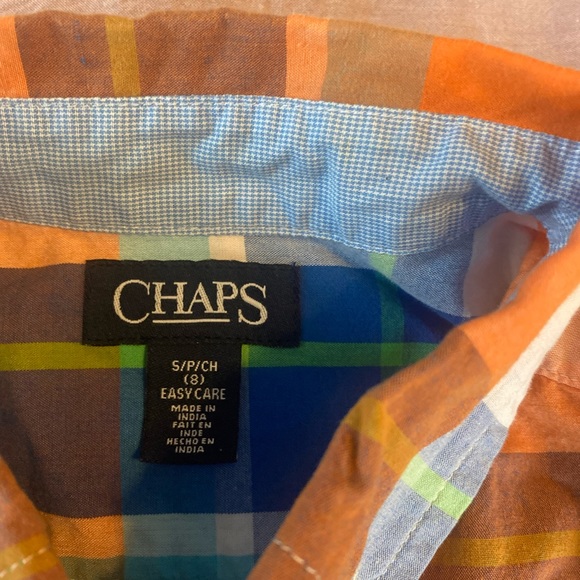 CHAPS
S/P/CH
(8)
EASY CARE
MADE IN
INDIA
FAIT EN
INDE
HECHO EN
INDIA